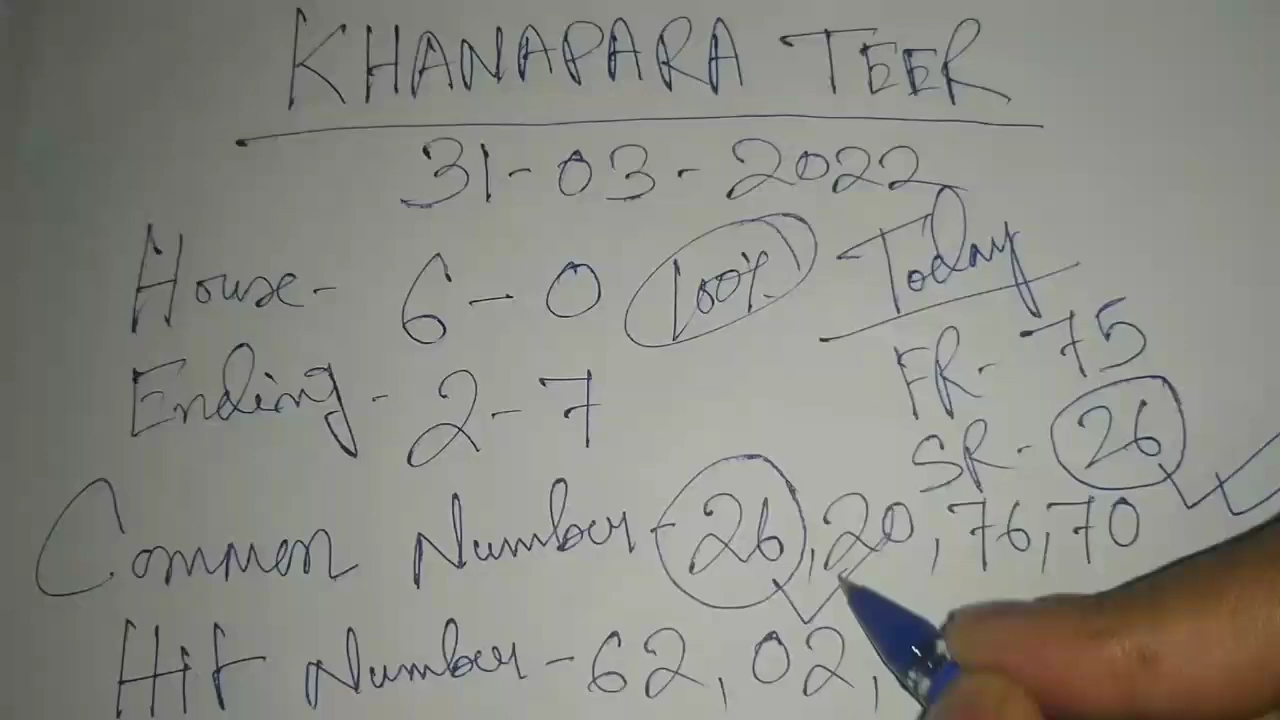 KHANAPARA TEER
31-03-2022
House- 6-0 100% Today
FR- 75
Ending- 2-7
SR- 26
Common Number- 26, 20, 76, 70
Hit Number- 62, 02,